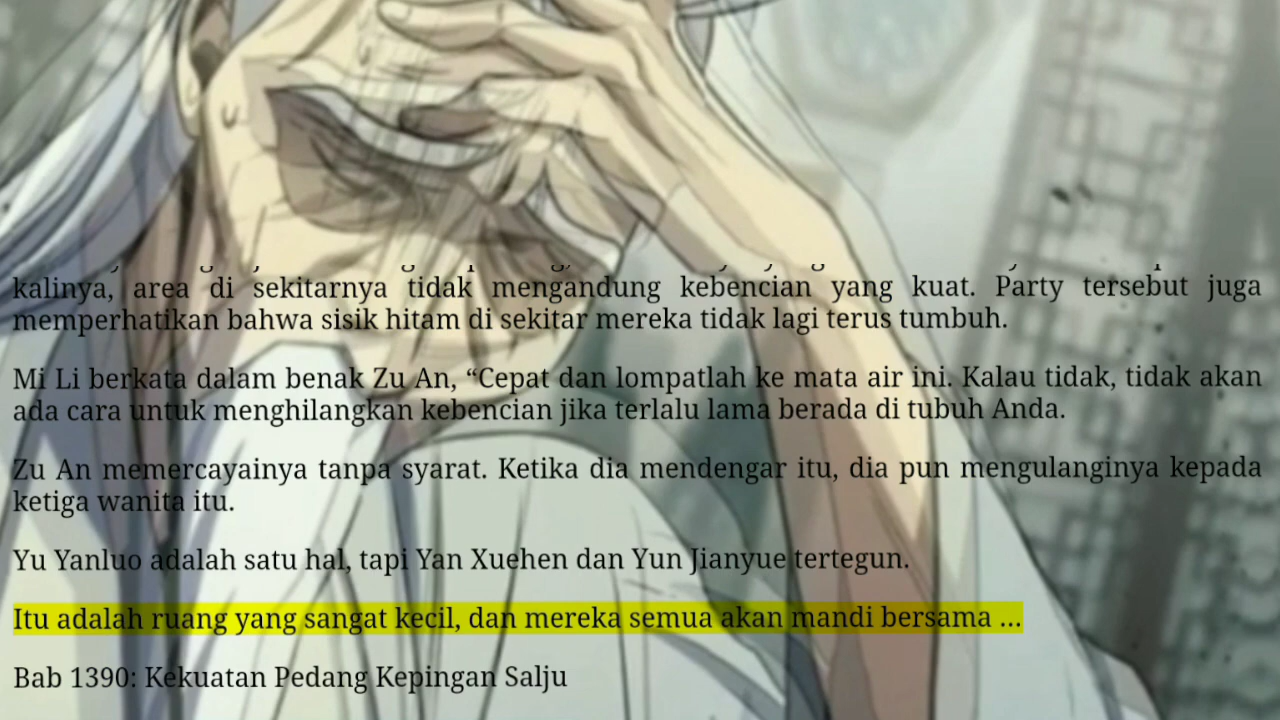 kalinya, area di sekitarnya tidak mengandung kebencian yang kuat. Party tersebut juga
memperhatikan bahwa sisik hitam di sekitar mereka tidak lagi terus tumbuh.
Mi Li berkata dalam benak Zu An, “Cepat dan lompatlah ke mata air ini. Kalau tidak, tidak akan
ada cara untuk menghilangkan kebencian jika terlalu lama berada di tubuh Anda.
Zu An memercayainya tanpa syarat. Ketika dia mendengar itu, dia pun mengulanginya kepada
ketiga wanita itu.
Yu Yanluo adalah satu hal, tapi Yan Xuehen dan Yun Jianyue tertegun.
Itu adalah ruang yang sangat kecil, dan mereka semua akan mandi bersama ...
Bab 1390: Kekuatan Pedang Kepingan Salju